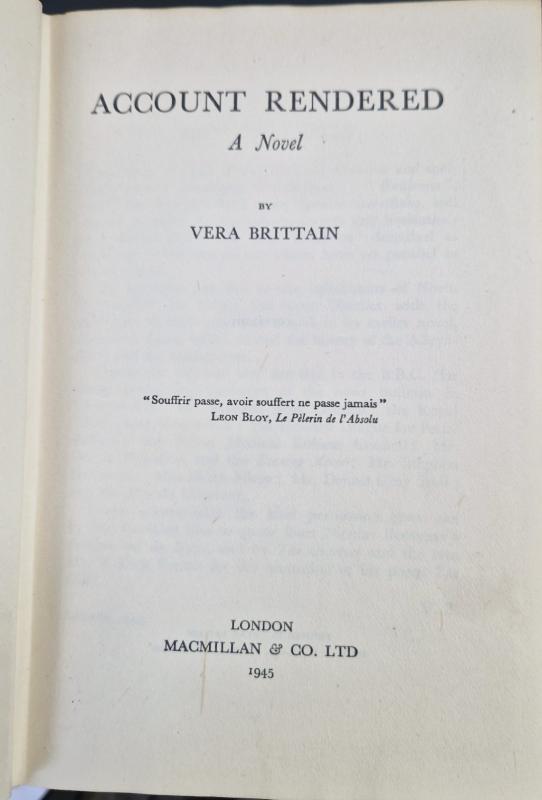 ACCOUNT RENDERED
A Novel
BY
VERA BRITTAIN
"Souffrir passe, avoir souffert ne passe jamais"
LEON BLOY, Le Pèlerin de l'Absolu
LONDON
MACMILLAN & CO. LTD
1945